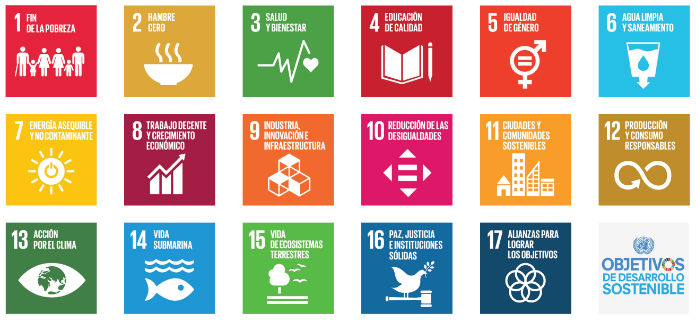 1 FIN
DE LA POBREZA
2 HAMBRE
CERO
3 SALUD
Y BIENESTAR
4 EDUCACIÓN
DE CALIDAD
5 IGUALDAD
DE GÉNERO
6 AGUA LIMPIA
Y SANEAMIENTO
7 ENERGÍA ASEQUIBLE
Y NO CONTAMINANTE
8 TRABAJO DECENTE
Y CRECIMIENTO
ECONÓMICO
9 INDUSTRIA,
INNOVACIÓN E
INFRAESTRUCTURA
10 REDUCCIÓN DE LAS
DESIGUALDADES
11 CIUDADES Y
COMUNIDADES
SOSTENIBLES
12 PRODUCCIÓN
Y CONSUMO
RESPONSABLES
13 ACCIÓN
POR EL CLIMA
14 VIDA
SUBMARINA
15 VIDA
DE ECOSISTEMAS
TERRESTRES
16 PAZ, JUSTICIA
E INSTITUCIONES
SÓLIDAS
17 ALIANZAS PARA
LOGRAR
LOS OBJETIVOS
OBJETIVOS
DE DESARROLLO
SOSTENIBLE